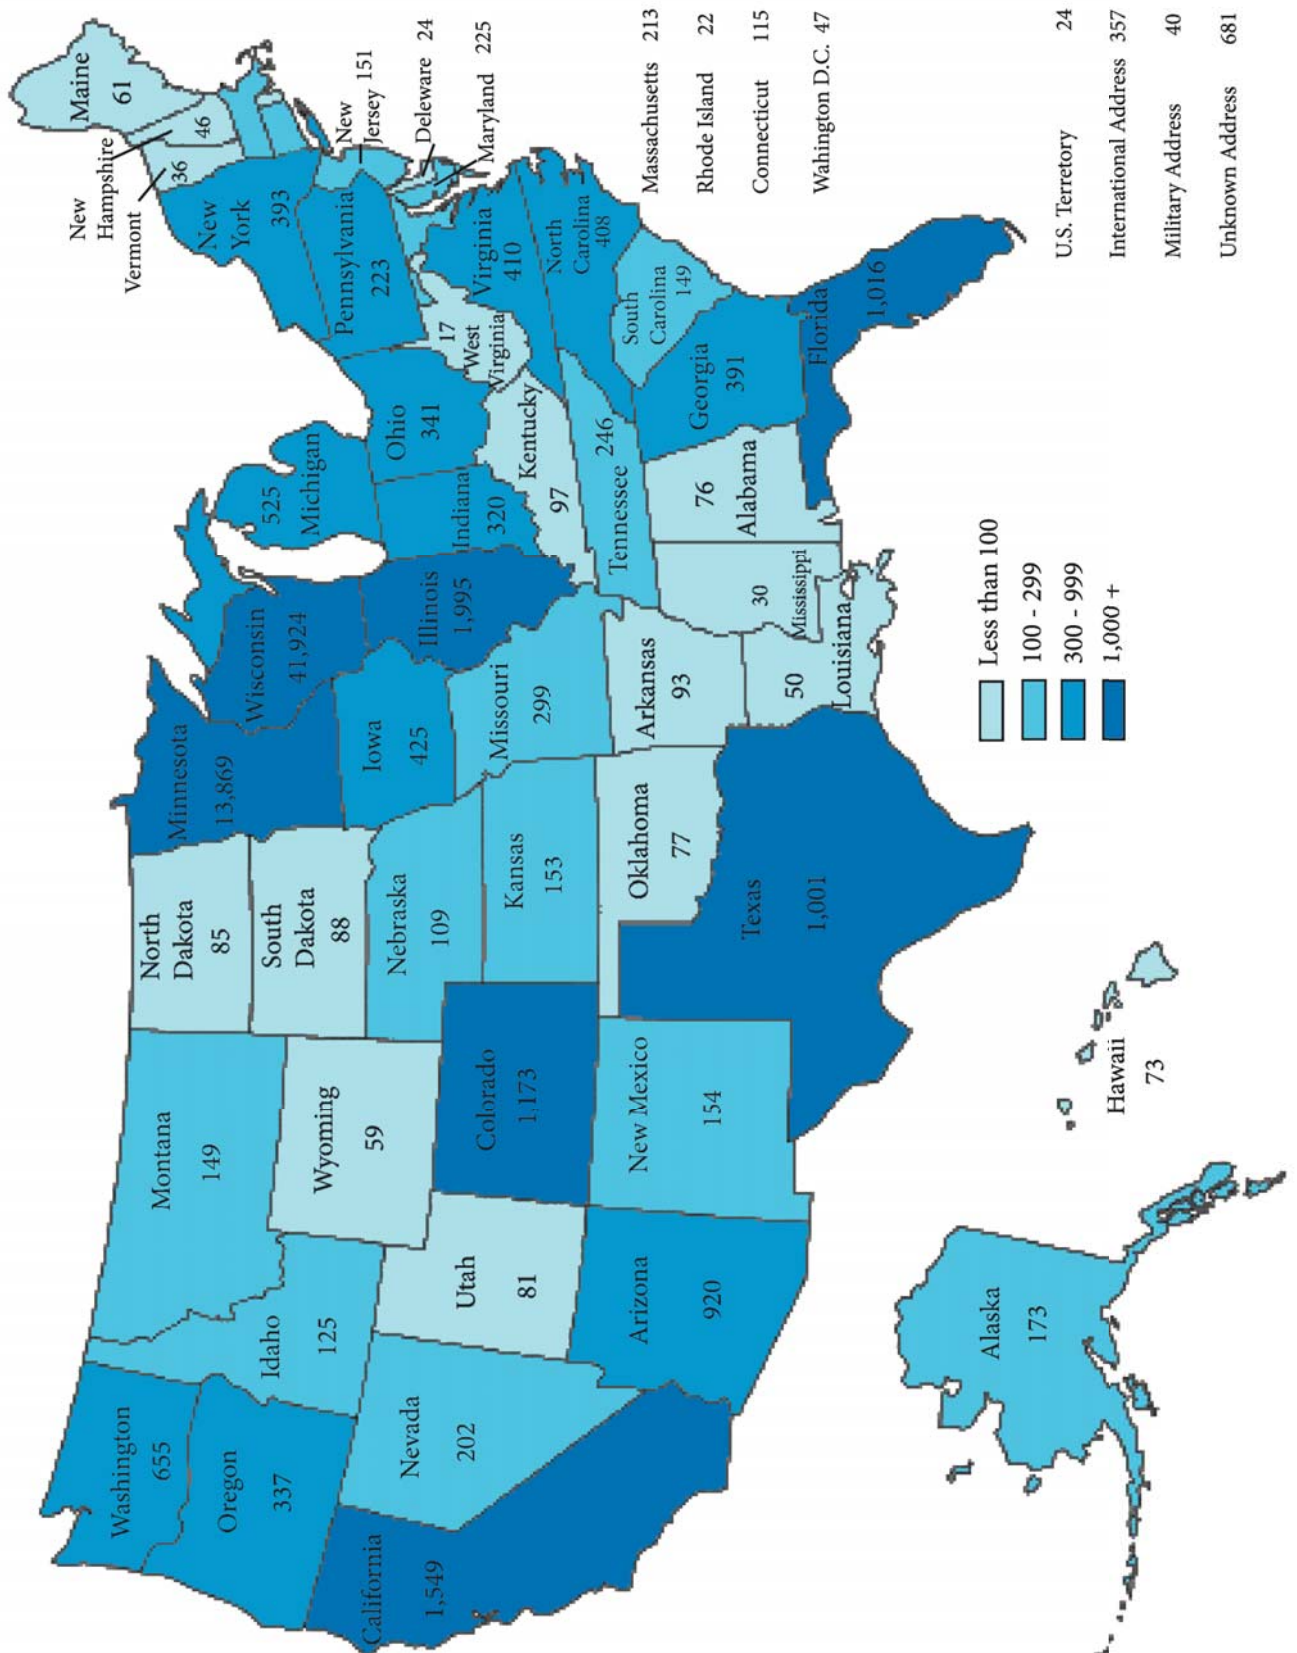 Washington
655
Oregon
337
California
1,549
Nevada
202
Idaho
125
Montana
149
Wyoming
59
Utah
81
Arizona
920
Colorado
1,173
New Mexico
154
North
Dakota
85
South
Dakota
88
Nebraska
109
Kansas
153
Oklahoma
77
Texas
1,001
Minnesota
13,869
Iowa
425
Missouri
299
Arkansas
93
50
Louisiana
Wisconsin
41,924
Illinois
1,995
525
Michigan
Indiana
320
Ohio
341
Kentucky
97
Tennessee
246
30
Mississippi
76
Alabama
Georgia
391
Florida
1,016
South
Carolina
149
North
Carolina
408
Virginia
410
17
West
Virginia
Pennsylvania
223
New
York
393
Vermont
36
New
Hampshire
46
Maine
61
New
Jersey 151
Deleware 24
Maryland 225
Massachusetts 213
Rhode Island 22
Connecticut 115
Wahington D.C. 47
U.S. Terretory 24
International Address 357
Military Address 40
Unknown Address 681
Alaska
173
Hawaii
73
Less than 100
100 - 299
300 - 999
1,000 +